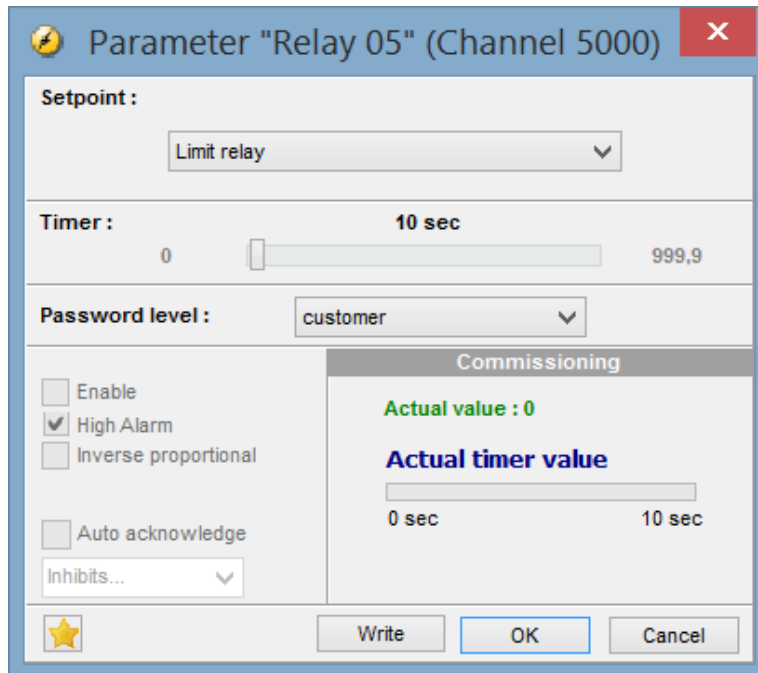 Parameter "Relay 05" (Channel 5000)
Setpoint :
Limit relay
Timer :
10 sec
0
999,9
Password level :
customer
Commissioning
Enable
High Alarm
Inverse proportional
Auto acknowledge
Inhibits...
Actual value : 0
Actual timer value
0 sec
10 sec
Write
OK
Cancel